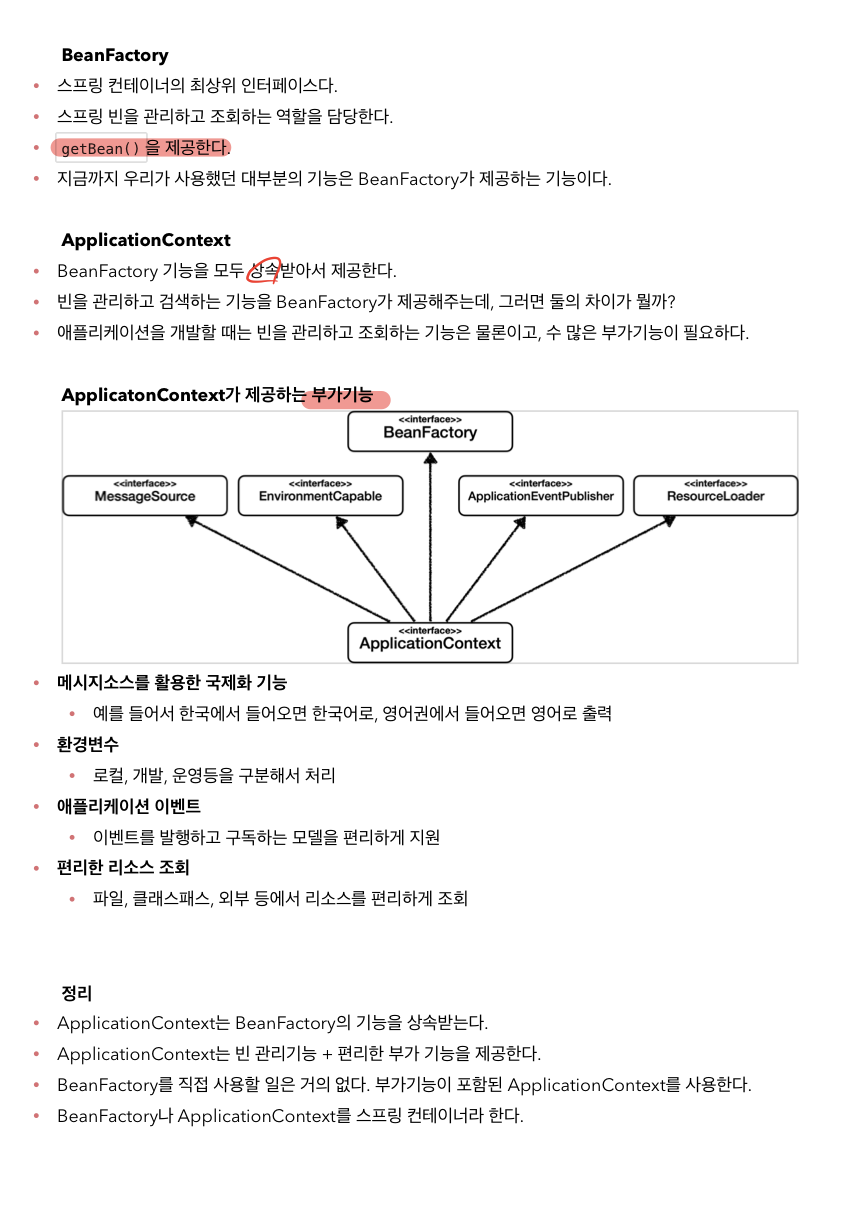 BeanFactory
스프링 컨테이너의 최상위 인터페이스다.
스프링 빈을 관리하고 조회하는 역할을 담당한다.
getBean() 을 제공한다.
지금까지 우리가 사용했던 대부분의 기능은 BeanFactory가 제공하는 기능이다.
ApplicationContext
BeanFactory 기능을 모두 상속받아서 제공한다.
빈을 관리하고 검색하는 기능을 BeanFactory가 제공해주는데, 그러면 둘의 차이가 뭘까?
애플리케이션을 개발할 때는 빈을 관리하고 조회하는 기능은 물론이고, 수 많은 부가기능이 필요하다.
ApplicatonContext가 제공하는 부가기능
<<interface>>
BeanFactory
<<interface>>
MessageSource
<<interface>>
EnvironmentCapable
<<interface>>
ApplicationEventPublisher
<<interface>>
ResourceLoader
<<interface>>
ApplicationContext
메시지소스를 활용한 국제화 기능
예를 들어서 한국에서 들어오면 한국어로, 영어권에서 들어오면 영어로 출력
환경변수
로컬, 개발, 운영등을 구분해서 처리
애플리케이션 이벤트
이벤트를 발행하고 구독하는 모델을 편리하게 지원
편리한 리소스 조회
파일, 클래스패스, 외부 등에서 리소스를 편리하게 조회
정리
ApplicationContext는 BeanFactory의 기능을 상속받는다.
ApplicationContext는 빈 관리기능 + 편리한 부가 기능을 제공한다.
BeanFactory를 직접 사용할 일은 거의 없다. 부가기능이 포함된 ApplicationContext를 사용한다.
BeanFactory나 ApplicationContext를 스프링 컨테이너라 한다.